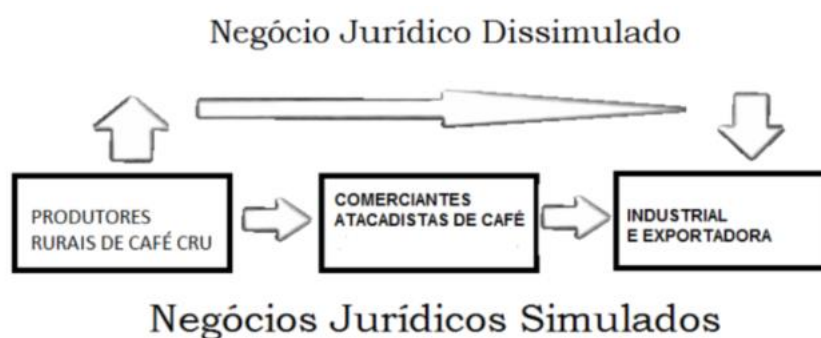 Negócio Jurídico Dissimulado
PRODUTORES
RURAIS DE CAFÉ CRU
COMERCIANTES
ATACADISTAS DE CAFÉ
INDUSTRIAL
E EXPORTADORA
Negócios Jurídicos Simulados